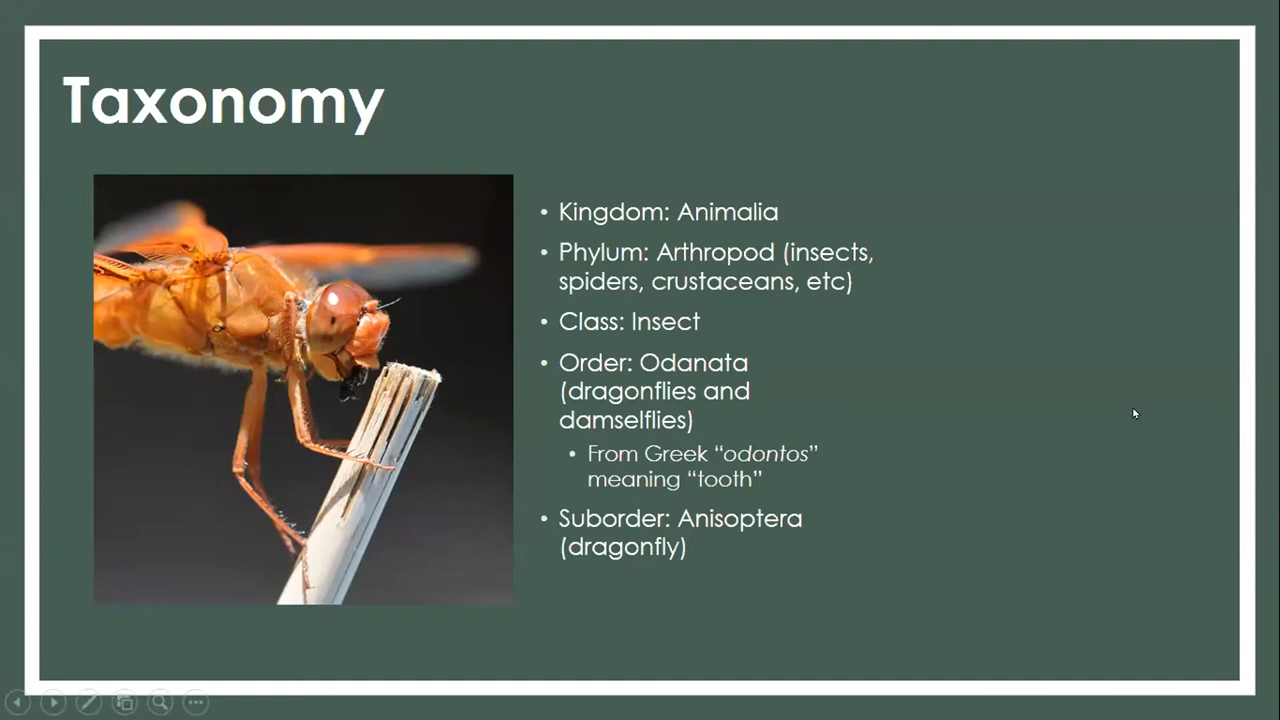 Taxonomy
• Kingdom: Animalia
• Phylum: Arthropod (insects,
spiders, crustaceans, etc)
• Class: Insect
• Order: Odanata
(dragonflies and
damselflies)
• From Greek “odontos”
meaning “tooth”
• Suborder: Anisoptera
(dragonfly)